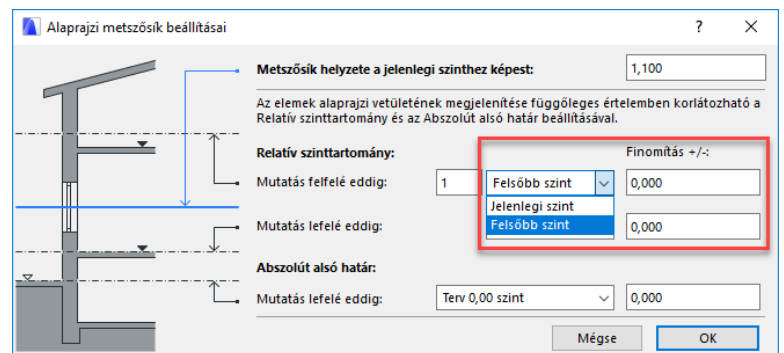 Alaprajzi metszősík beállításai
?
Metszősík helyzete a jelenlegi szinthez képest:
1,100
Az elemek alaprajzi vetületének megjelenítése függőleges értelemben korlátozható a
Relatív szinttartomány és az Abszolút alsó határ beállításával.
Relatív szinttartomány:
Finomítás +/-:
Mutatás felfelé eddig:
1
Felsőbb szint
0,000
Jelenlegi szint
Felsőbb szint
Mutatás lefelé eddig:
0,000
Abszolút alsó határ:
Mutatás lefelé eddig:
Terv 0,00 szint
0,000
Mégse
OK